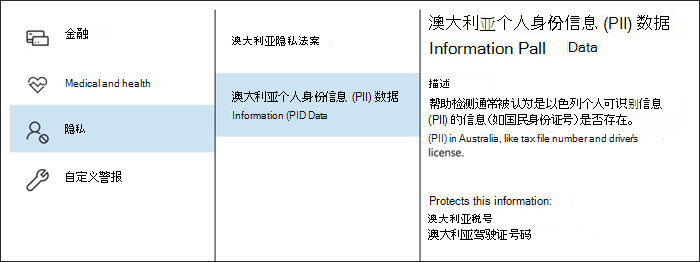 金融
Medical and health
隐私
自定义警报
澳大利亚隐私法案
澳大利亚个人身份信息 (PII) 数据
Information (PID Data
澳大利亚个人身份信息 (PII) 数据
Information Pall Data
描述
帮助检测通常被认为是以色列个人可识别信息
(PII) 的信息(如国民身份证号)是否存在。
(PII) in Australia, like tax file number and driver's
license.
Protects this information:
澳大利亚税号
澳大利亚驾驶证号码